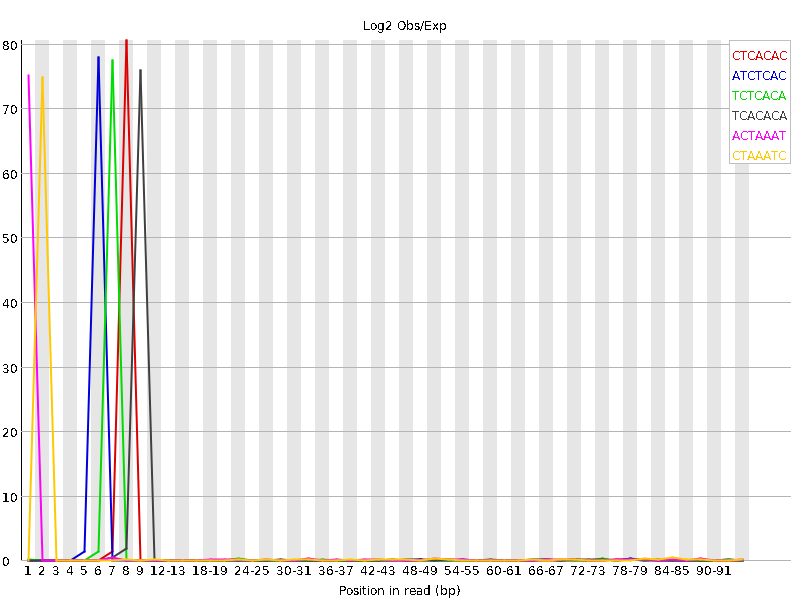 Log2 Obs/Exp
80
70
60
50
40
30
20
10
0
CTCACAC
ATCTCAC
TCTCACA
TCACACA
ACTAAAT
CTAAATC
1 2 3 4 5 6 7 8 9 12-13 18-19 24-25 30-31 36-37 42-43 48-49 54-55 60-61 66-67 72-73 78-79 84-85 90-91
Position in read (bp)